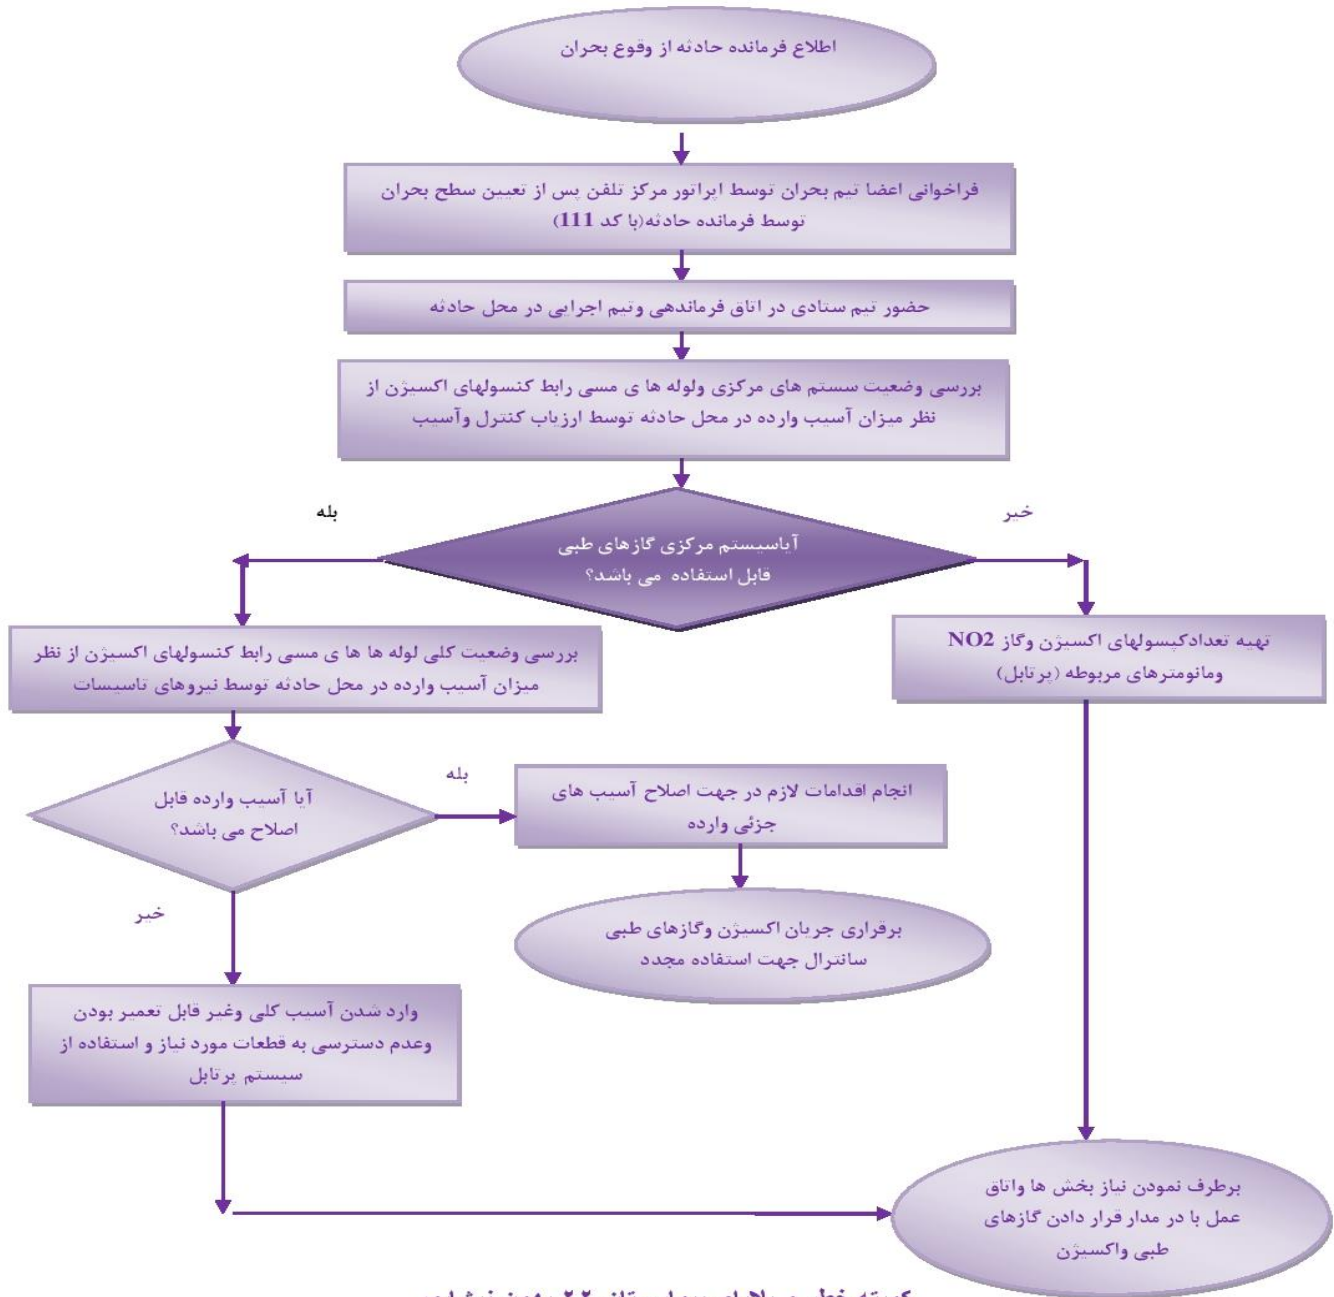 اطلاع فرمانده حادثه از وقوع بحران
فراخوانی اعضا تیم بحران توسط اپراتور مرکز تلفن پس از تعیین سطح بحران
توسط فرمانده حادثه(با کد 111)
حضور تیم ستادی در اتاق فرماندهی وتیم اجرایی در محل حادثه
بررسی وضعیت سستم های مرکزی ولوله ها ی مسی رابط کنسولهای اکسیژن از
نظر میزان آسیب وارده در محل حادثه توسط ارزیاب کنترل وآسیب
بله
خیر
آیاسیستم مرکزی گازهای طبی
قابل استفاده می باشد؟
تهیه تعدادکپسولهای اکسیژن وگاز NO2
ومانومترهای مربوطه (پرتابل)
بررسی وضعیت کلی لوله ها ها ی مسی رابط کنسولهای اکسیژن از نظر
میزان آسیب وارده در محل حادثه توسط نیروهای تاسیسات
بله
آیا آسیب وارده قابل
اصلاح می باشد؟
انجام اقدامات لازم در جهت اصلاح آسیب های
جزئی وارده
خیر
برقراری جریان اکسیژن وگازهای طبی
سانترال جهت استفاده مجدد
وارد شدن آسیب کلی وغیر قابل تعمیر بودن
وعدم دسترسی به قطعات مورد نیاز و استفاده از
سیستم پرتابل
برطرف نمودن نیاز بخش ها واتاق
عمل با در مدار قرار دادن گازهای
طبی واکسیژن